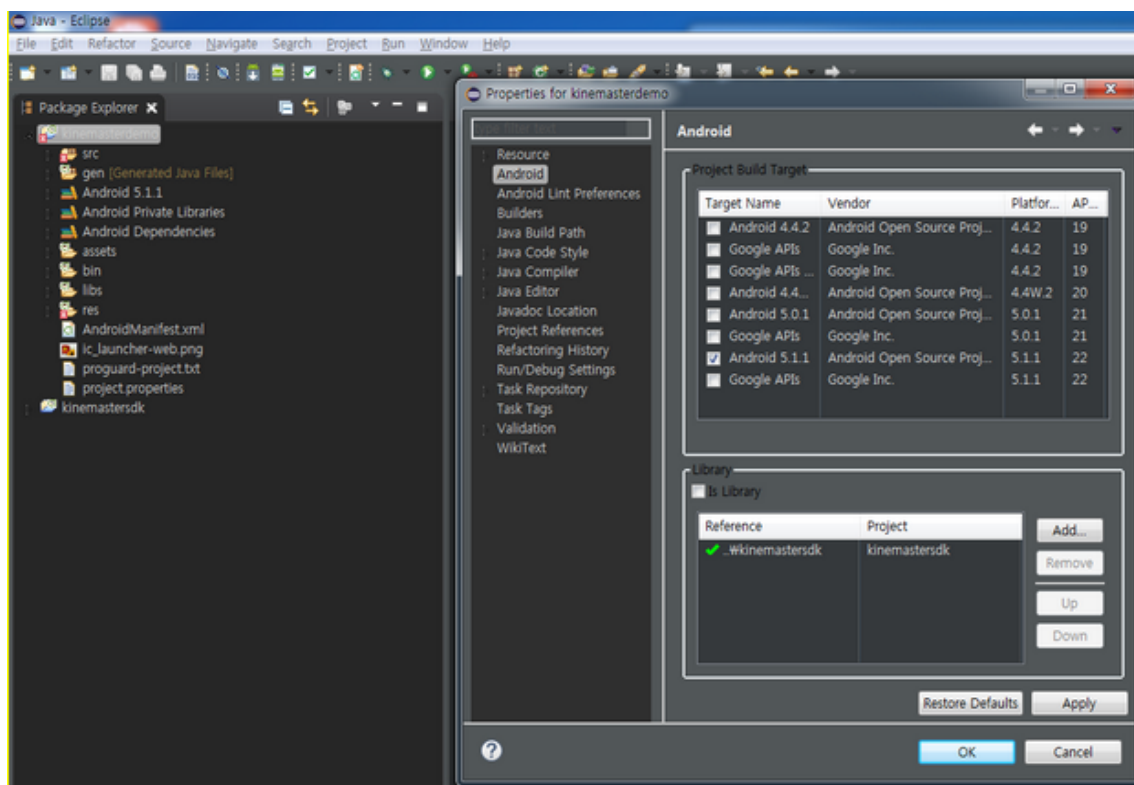 Java - Eclipse
File Edit Refactor Source Navigate Search Project Run Window Help
Package Explorer
kinemasterdemo
src
gen [Generated Java Files]
Android 5.1.1
Android Private Libraries
Android Dependencies
assets
bin
libs
res
AndroidManifest.xml
ic_launcher-web.png
proguard-project.txt
project.properties
kinemastersdk
Properties for kinemasterdemo
type filter text
Resource
Android
Android Lint Preferences
Builders
Java Build Path
Java Code Style
Java Compiler
Java Editor
Javadoc Location
Project References
Refactoring History
Run/Debug Settings
Task Repository
Task Tags
Validation
WikiText
Android
Project Build Target
Target Name Vendor Platfor... AP...
Android 4.4.2 Android Open Source Proj... 4.4.2 19
Google APIs Google Inc. 4.4.2 19
Google APIs ... Google Inc. 4.4.2 19
Android 4.4... Android Open Source Proj... 4.4W.2 20
Android 5.0.1 Android Open Source Proj... 5.0.1 21
Google APIs Google Inc. 5.0.1 21
Android 5.1.1 Android Open Source Proj... 5.1.1 22
Google APIs Google Inc. 5.1.1 22
Library
Is Library
Reference Project
..₩kinemastersdk kinemastersdk
Add...
Remove
Up
Down
Restore Defaults Apply
OK Cancel